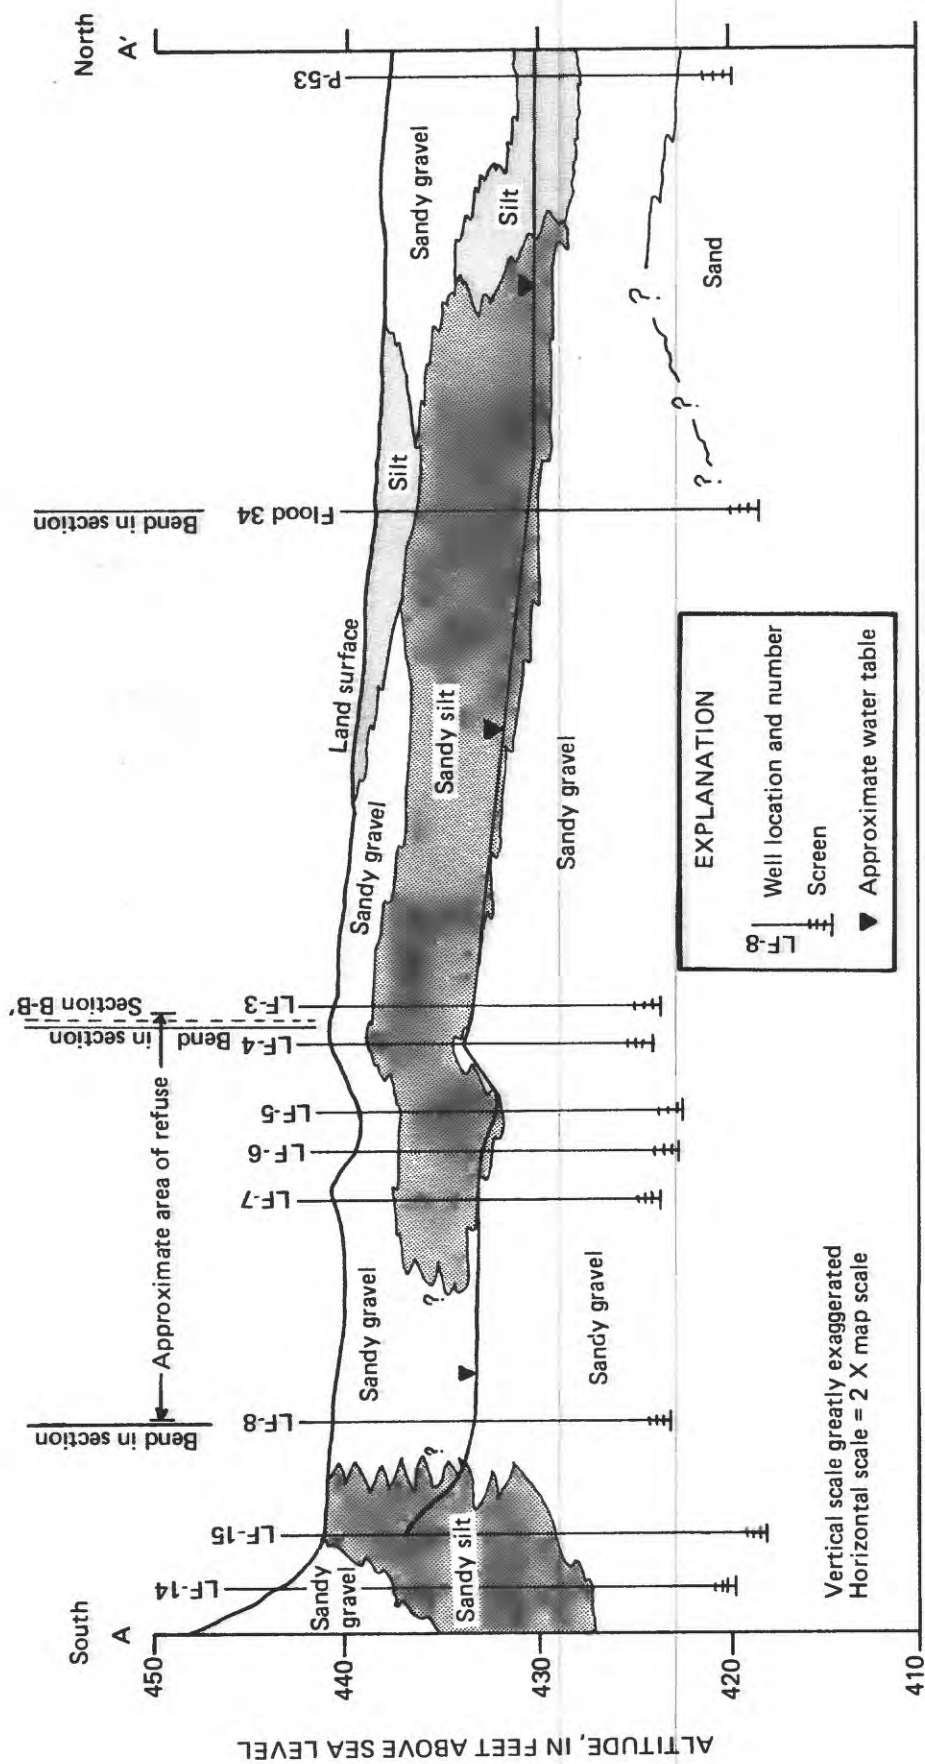 South
A
North
A'
Bend in section
Approximate area of refuse
Bend in section
Section B-B'
Bend in section
LF-14
LF-15
LF-8
LF-7
LF-6
LF-5
LF-4
LF-3
Flood 34
P-53
Land surface
Sandy
gravel
Sandy silt
?
Sandy gravel
?
Sandy gravel
Sandy gravel
Sandy silt
Sandy gravel
Silt
Sandy gravel
Silt
?
?
?
Sand
ALTITUDE, IN FEET ABOVE SEA LEVEL
450
440
430
420
410
Vertical scale greatly exaggerated
Horizontal scale = 2 X map scale
EXPLANATION
LF-8
Well location and number
Screen
Approximate water table